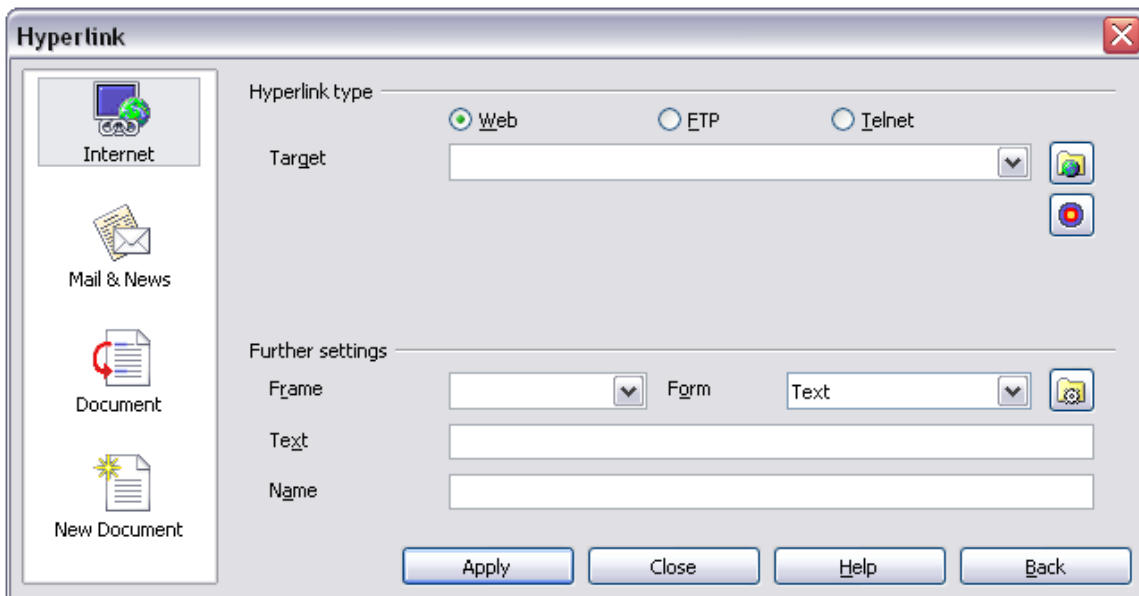 Hyperlink
Internet
Mail & News
Document
New Document
Hyperlink type
Web FTP Telnet
Target
Further settings
Frame Form Text
Text
Name
Apply Close Help Back